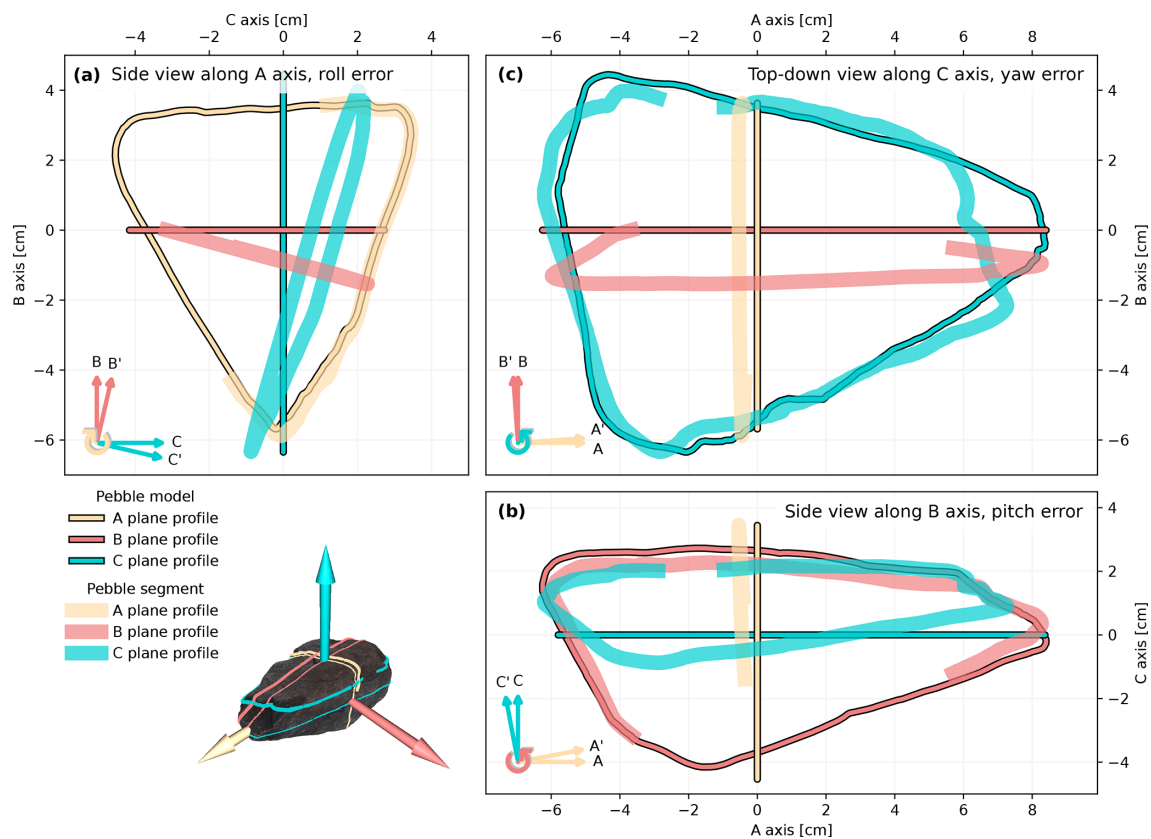 C axis [cm]
−4 −2 0 2 4
(a) Side view along A axis, roll error
B axis [cm]
4
2
0
−2
−4
−6
B B'
C
C'
A axis [cm]
−6 −4 −2 0 2 4 6 8
(c) Top-down view along C axis, yaw error
4
2
0
−2
−4
−6
B axis [cm]
B' B
A'
A
Pebble model
A plane profile
B plane profile
C plane profile
Pebble segment
A plane profile
B plane profile
C plane profile
(b) Side view along B axis, pitch error
4
2
0
−2
−4
C axis [cm]
C' C
A'
A
−6 −4 −2 0 2 4 6 8
A axis [cm]